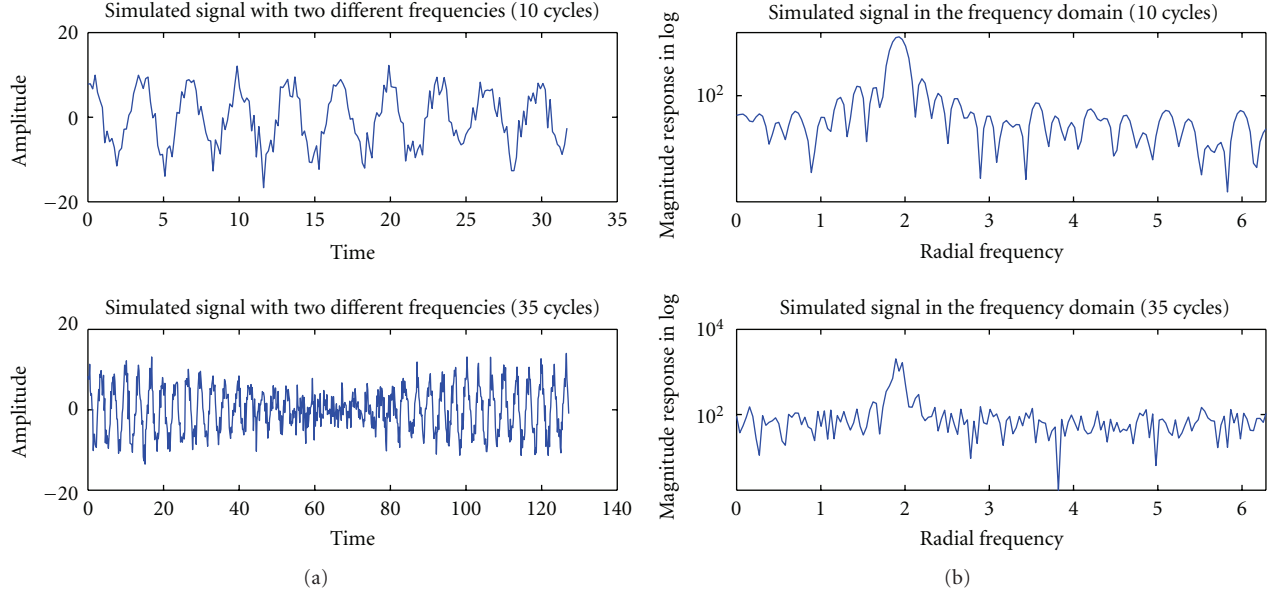 Simulated signal with two different frequencies (10 cycles)
20
0
−20
Amplitude
0 5 10 15 20 25 30 35
Time
Simulated signal in the frequency domain (10 cycles)
Magnitude response in log
10²
0 1 2 3 4 5 6
Radial frequency
Simulated signal with two different frequencies (35 cycles)
20
0
−20
Amplitude
0 20 40 60 80 100 120 140
Time
(a)
Simulated signal in the frequency domain (35 cycles)
Magnitude response in log
10⁴
10²
0 1 2 3 4 5 6
Radial frequency
(b)